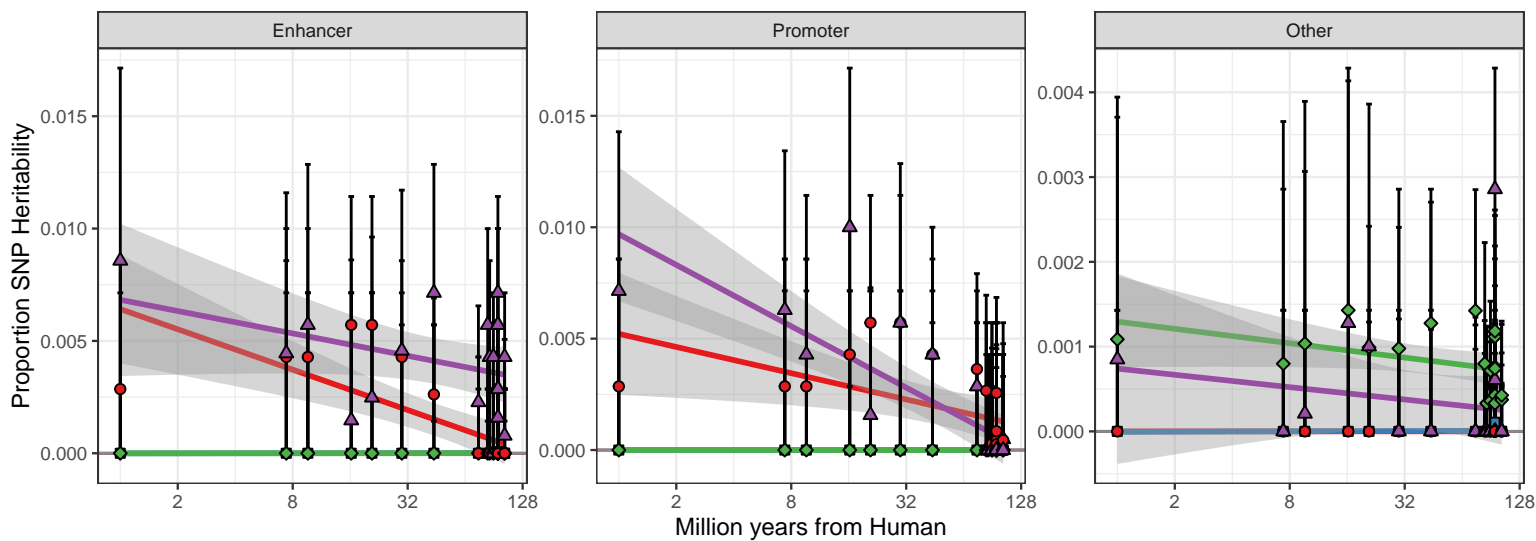 Enhancer
Promoter
Other
Proportion SNP Heritability
0.015
0.010
0.005
0.000
0.015
0.010
0.005
0.000
0.004
0.003
0.002
0.001
0.000
2 8 32 128
2 8 32 128
2 8 32 128
Million years from Human